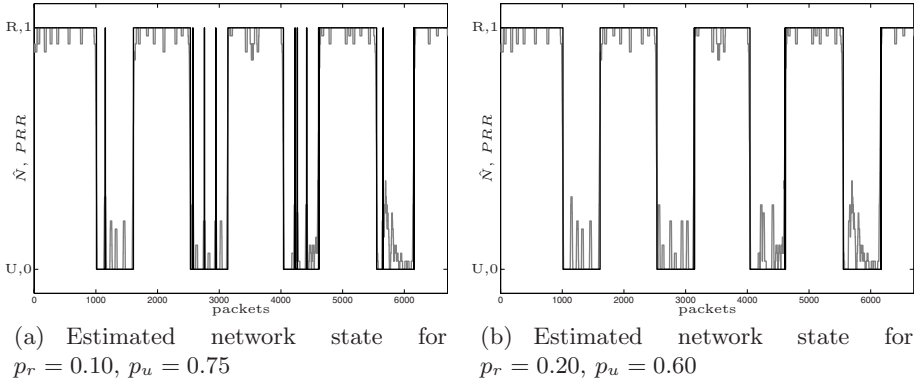 R,1
N̂, PRR
U,0
0 1000 2000 3000 4000 5000 6000
packets
(a) Estimated network state for
p_r = 0.10, p_u = 0.75
R,1
N̂, PRR
U,0
0 1000 2000 3000 4000 5000 6000
packets
(b) Estimated network state for
p_r = 0.20, p_u = 0.60